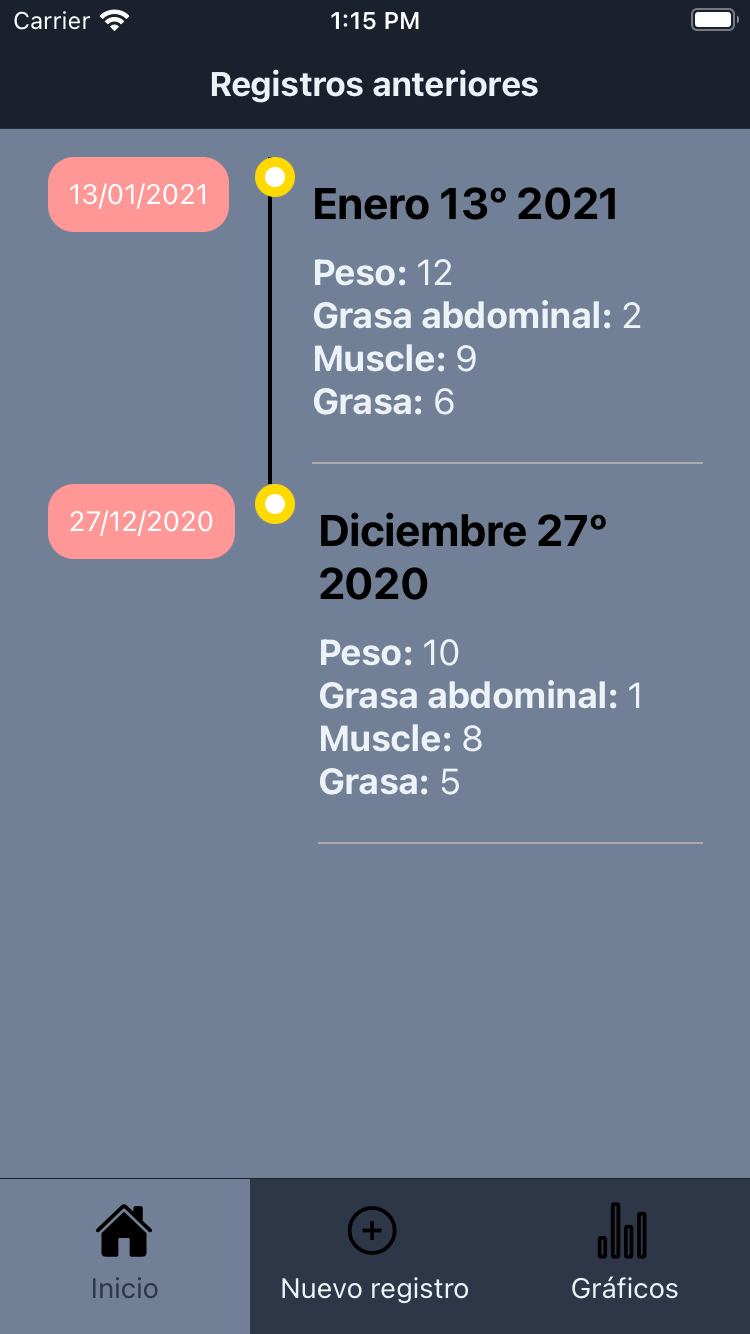 Carrier 1:15 PM
Registros anteriores
13/01/2021
Enero 13º 2021
Peso: 12
Grasa abdominal: 2
Muscle: 9
Grasa: 6
27/12/2020
Diciembre 27º
2020
Peso: 10
Grasa abdominal: 1
Muscle: 8
Grasa: 5
Inicio
Nuevo registro
Gráficos